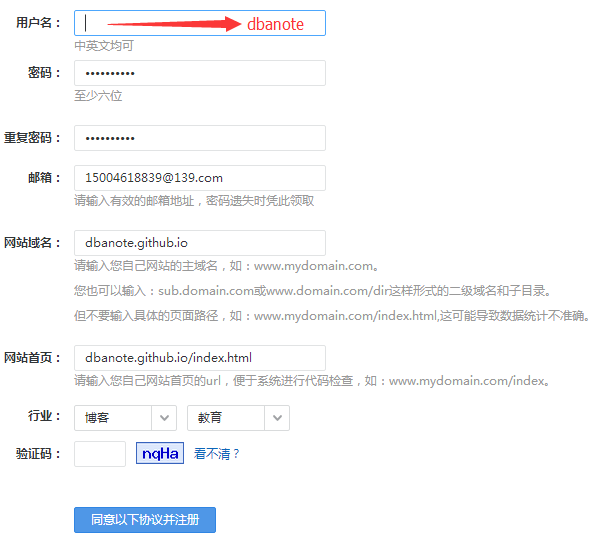 用户名： dbanote
中英文均可
密码： ••••••••••
至少六位
重复密码： ••••••••••
邮箱： 15004618839@139.com
请输入有效的邮箱地址，密码遗失时凭此领取
网站域名： dbanote.github.io
请输入您自己网站的主域名，如：www.mydomain.com。
您也可以输入：sub.domain.com或www.domain.com/dir这样形式的二级域名和子目录。
但不要输入具体的页面路径，如：www.mydomain.com/index.html,这可能导致数据统计不准确。
网站首页： dbanote.github.io/index.html
请输入您自己网站首页的url，便于系统进行代码检查，如：www.mydomain.com/index。
行业： 博客 教育
验证码： nqHa 看不清？
同意以下协议并注册